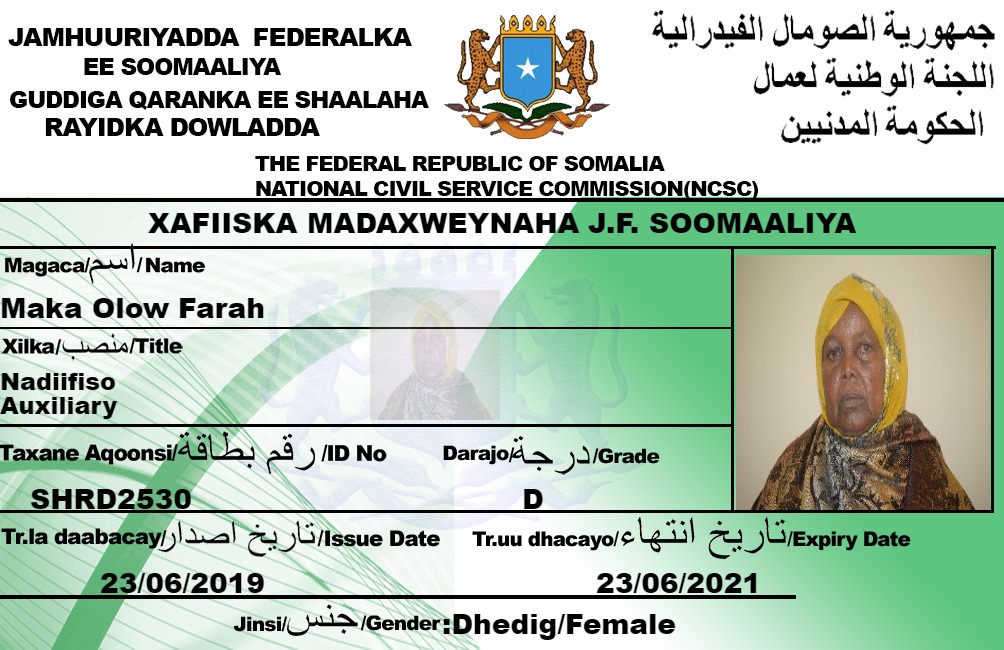 JAMHUURIYADDA FEDERALKA
EE SOOMAALIYA
GUDDIGA QARANKA EE SHAALAHA
RAYIDKA DOWLADDA
جمهورية الصومال الفيدرالية
اللجنة الوطنية لعمال
الحكومة المدنيين
THE FEDERAL REPUBLIC OF SOMALIA
NATIONAL CIVIL SERVICE COMMISSION(NCSC)
XAFIISKA MADAXWEYNAHA J.F. SOOMAALIYA
Magaca/اسم/Name
Maka Olow Farah
Xilka/منصب/Title
Nadiifiso
Auxiliary
Taxane Aqoonsi/رقم بطاقة/ID No
SHRD2530
Darajo/درجة/Grade
D
Tr.la daabacay/تاريخ اصدار/Issue Date
23/06/2019
Tr.uu dhacayo/تاريخ انتهاء/Expiry Date
23/06/2021
Jinsi/جنس/Gender:Dhedig/Female